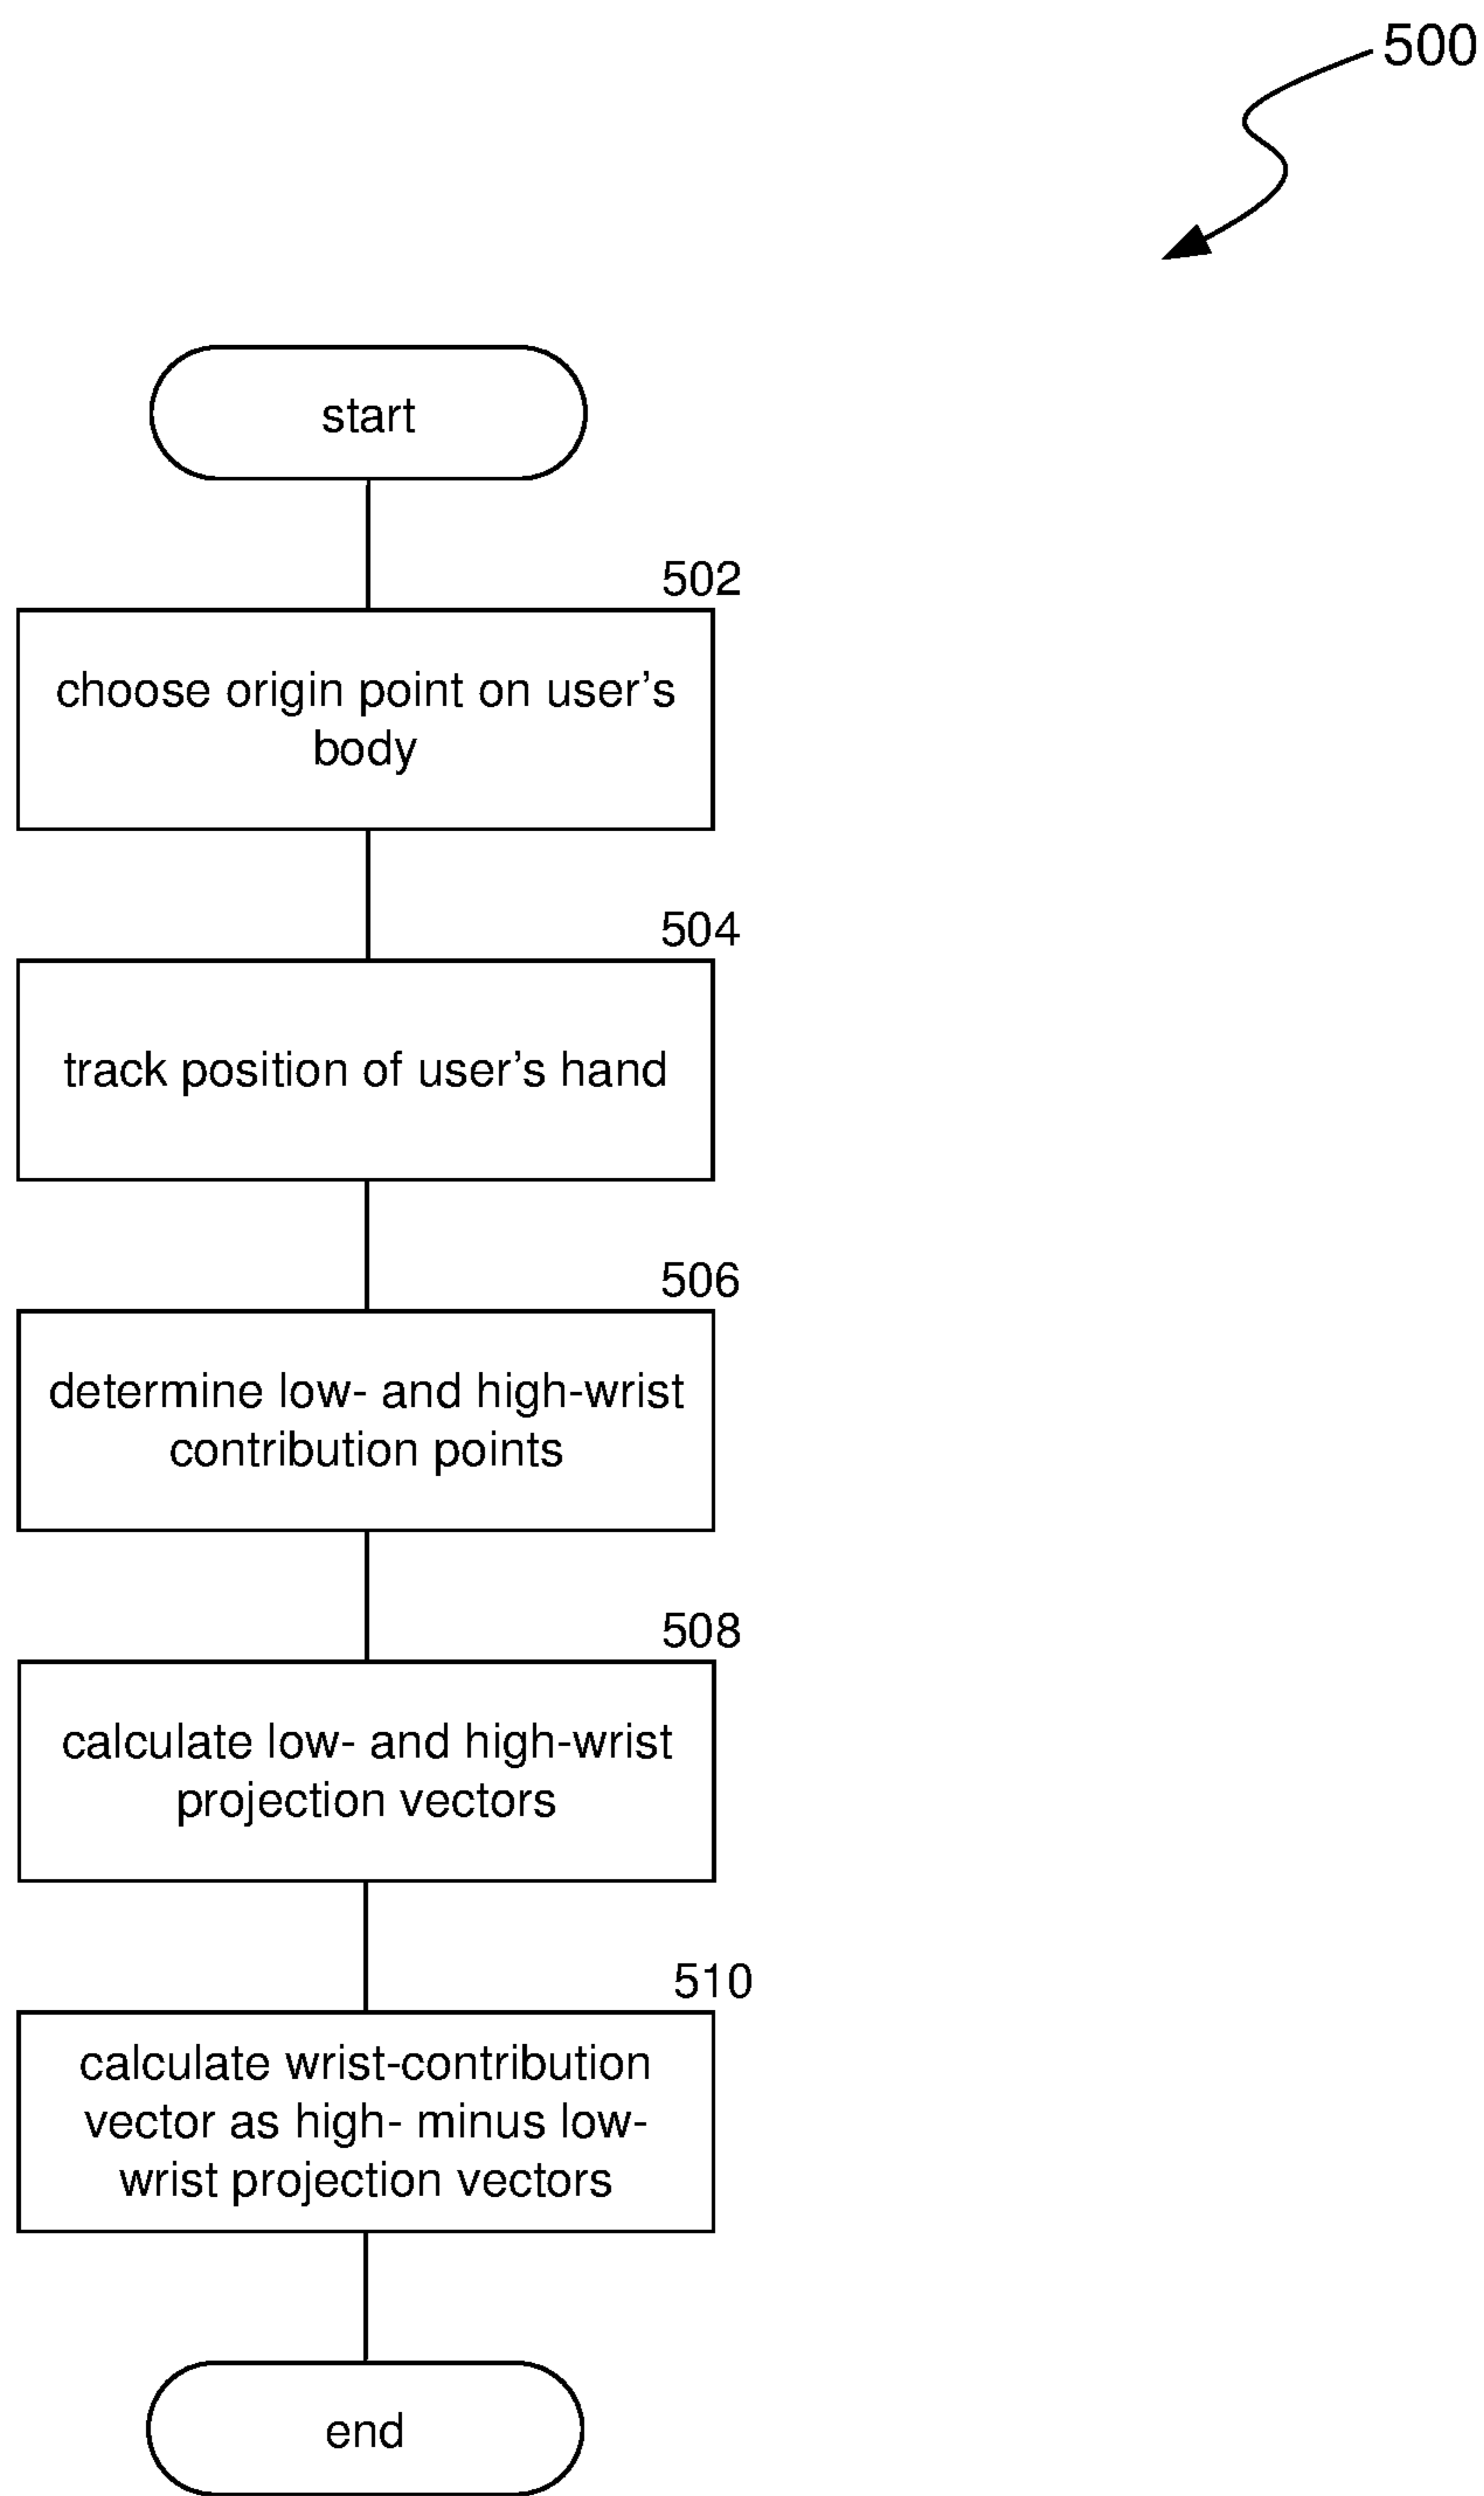 500
start
502
choose origin point on user's
body
504
track position of user's hand
506
determine low- and high-wrist
contribution points
508
calculate low- and high-wrist
projection vectors
510
calculate wrist-contribution
vector as high- minus low-
wrist projection vectors
end